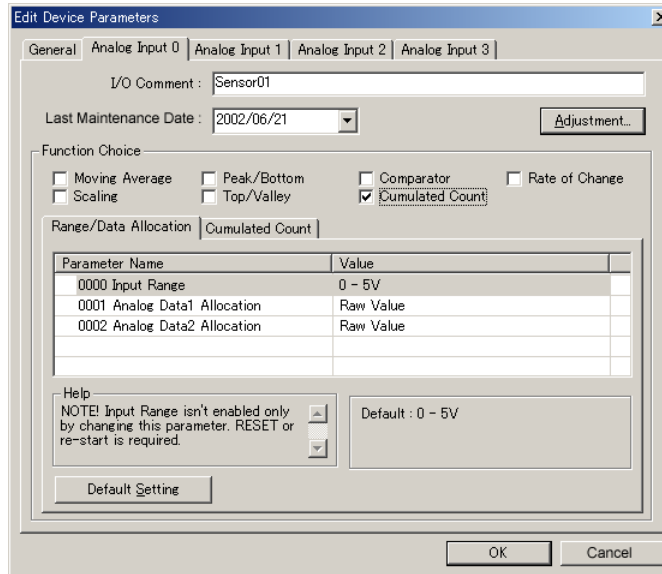 Edit Device Parameters
General Analog Input 0 Analog Input 1 Analog Input 2 Analog Input 3
I/O Comment : Sensor01
Last Maintenance Date : 2002/06/21 Adjustment...
Function Choice
Moving Average Peak/Bottom Comparator Rate of Change
Scaling Top/Valley Cumulated Count
Range/Data Allocation Cumulated Count
Parameter Name Value
0000 Input Range 0 - 5V
0001 Analog Data1 Allocation Raw Value
0002 Analog Data2 Allocation Raw Value
Help
NOTE! Input Range isn't enabled only
by changing this parameter. RESET or
re-start is required.
Default : 0 - 5V
Default Setting
OK Cancel